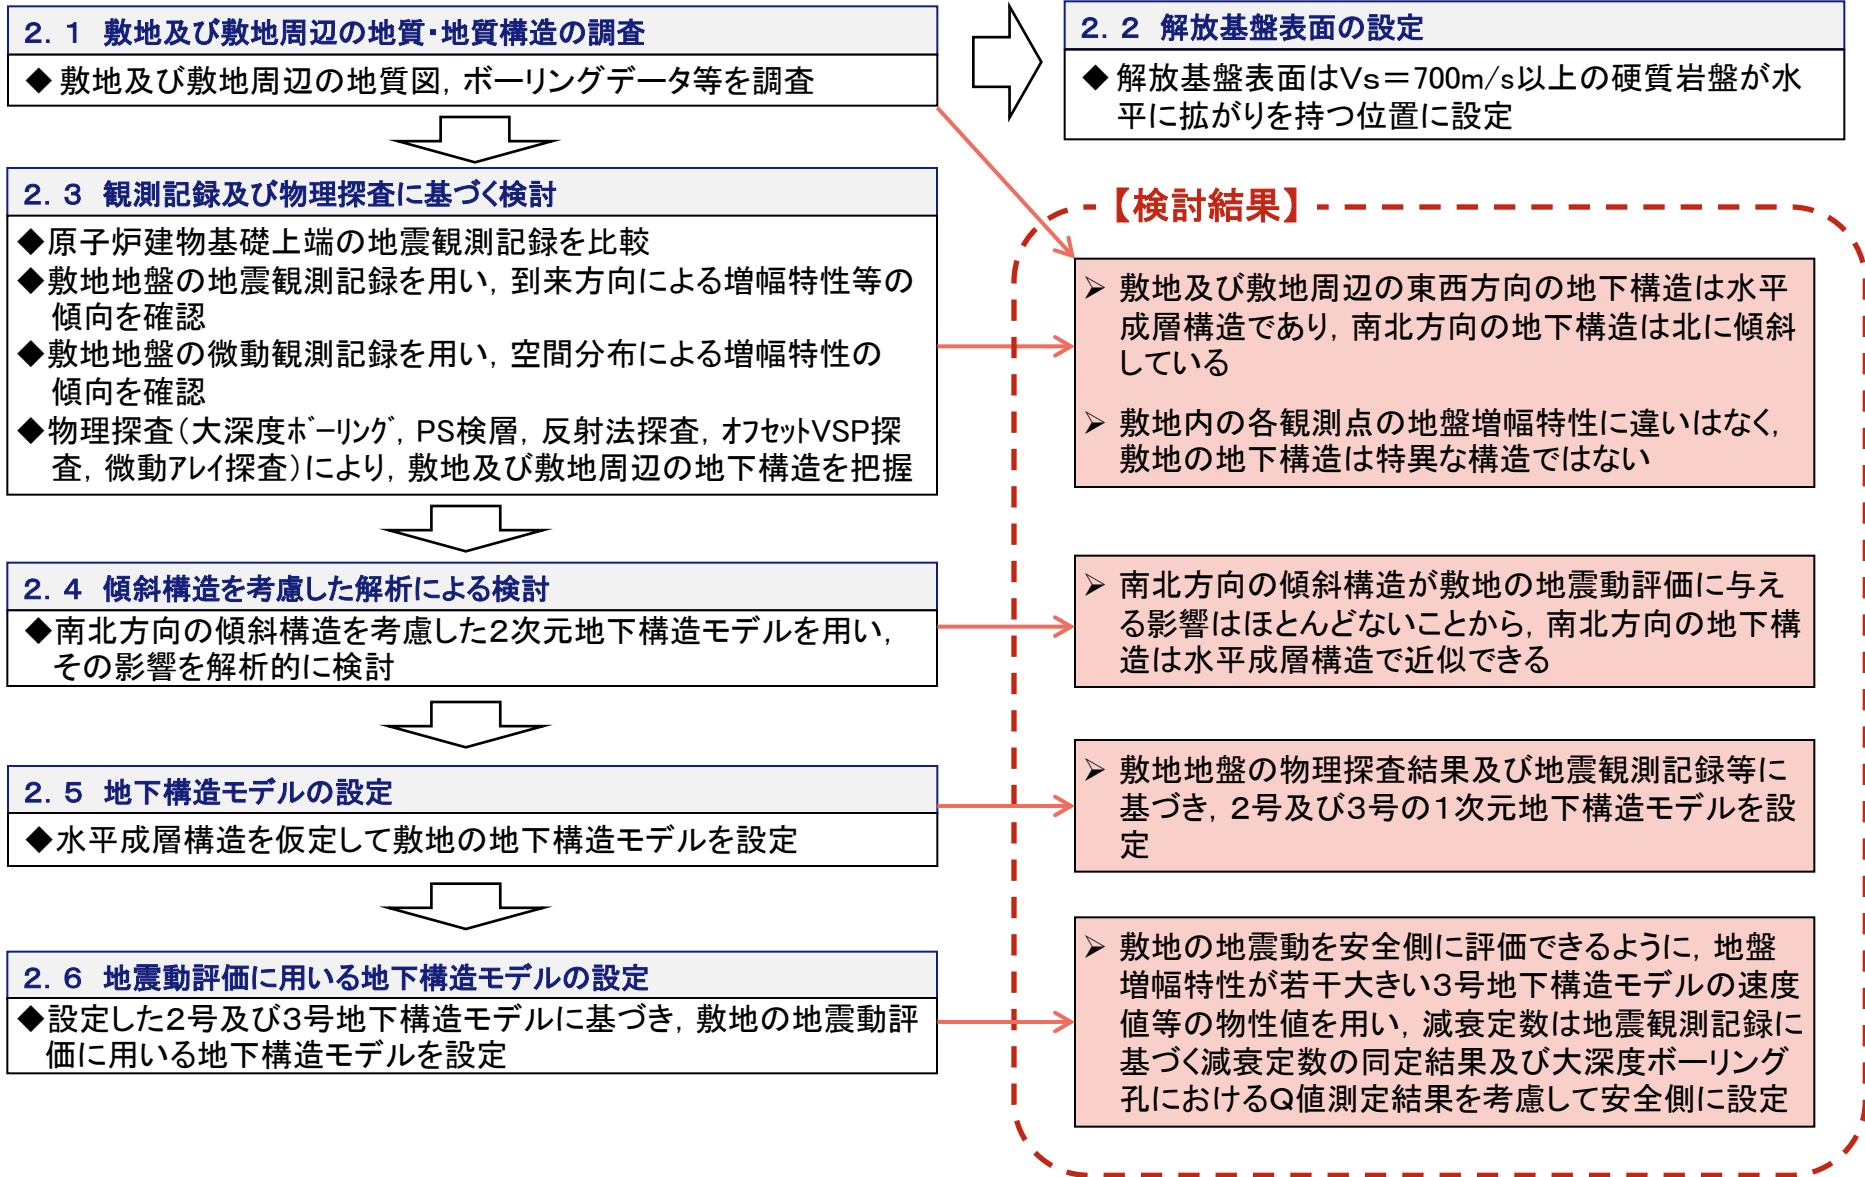 2．1 敷地及び敷地周辺の地質・地質構造の調査
◆敷地及び敷地周辺の地質図，ボーリングデータ等を調査
2．2 解放基盤表面の設定
◆解放基盤表面はVs＝700m/s以上の硬質岩盤が水
平に拡がりを持つ位置に設定
2．3 観測記録及び物理探査に基づく検討
◆原子炉建物基礎上端の地震観測記録を比較
◆敷地地盤の地震観測記録を用い，到来方向による増幅特性等の
傾向を確認
◆敷地地盤の微動観測記録を用い，空間分布による増幅特性の
傾向を確認
◆物理探査（大深度ﾎﾞｰﾘﾝｸﾞ，PS検層，反射法探査，ｵﾌｾｯﾄVSP探
査，微動ｱﾚｲ探査）により，敷地及び敷地周辺の地下構造を把握
2．4 傾斜構造を考慮した解析による検討
◆南北方向の傾斜構造を考慮した2次元地下構造モデルを用い，
その影響を解析的に検討
2．5 地下構造モデルの設定
◆水平成層構造を仮定して敷地の地下構造モデルを設定
2．6 地震動評価に用いる地下構造モデルの設定
◆設定した2号及び3号地下構造モデルに基づき，敷地の地震動評
価に用いる地下構造モデルを設定
【検討結果】
➢ 敷地及び敷地周辺の東西方向の地下構造は水平
成層構造であり，南北方向の地下構造は北に傾斜
している
➢ 敷地内の各観測点の地盤増幅特性に違いはなく，
敷地の地下構造は特異な構造ではない
➢ 南北方向の傾斜構造が敷地の地震動評価に与え
る影響はほとんどないことから，南北方向の地下構
造は水平成層構造で近似できる
➢ 敷地地盤の物理探査結果及び地震観測記録等に
基づき，2号及び3号の1次元地下構造モデルを設
定
➢ 敷地の地震動を安全側に評価できるように，地盤
増幅特性が若干大きい3号地下構造モデルの速度
値等の物性値を用い，減衰定数は地震観測記録に
基づく減衰定数の同定結果及び大深度ボーリング
孔におけるQ値測定結果を考慮して安全側に設定